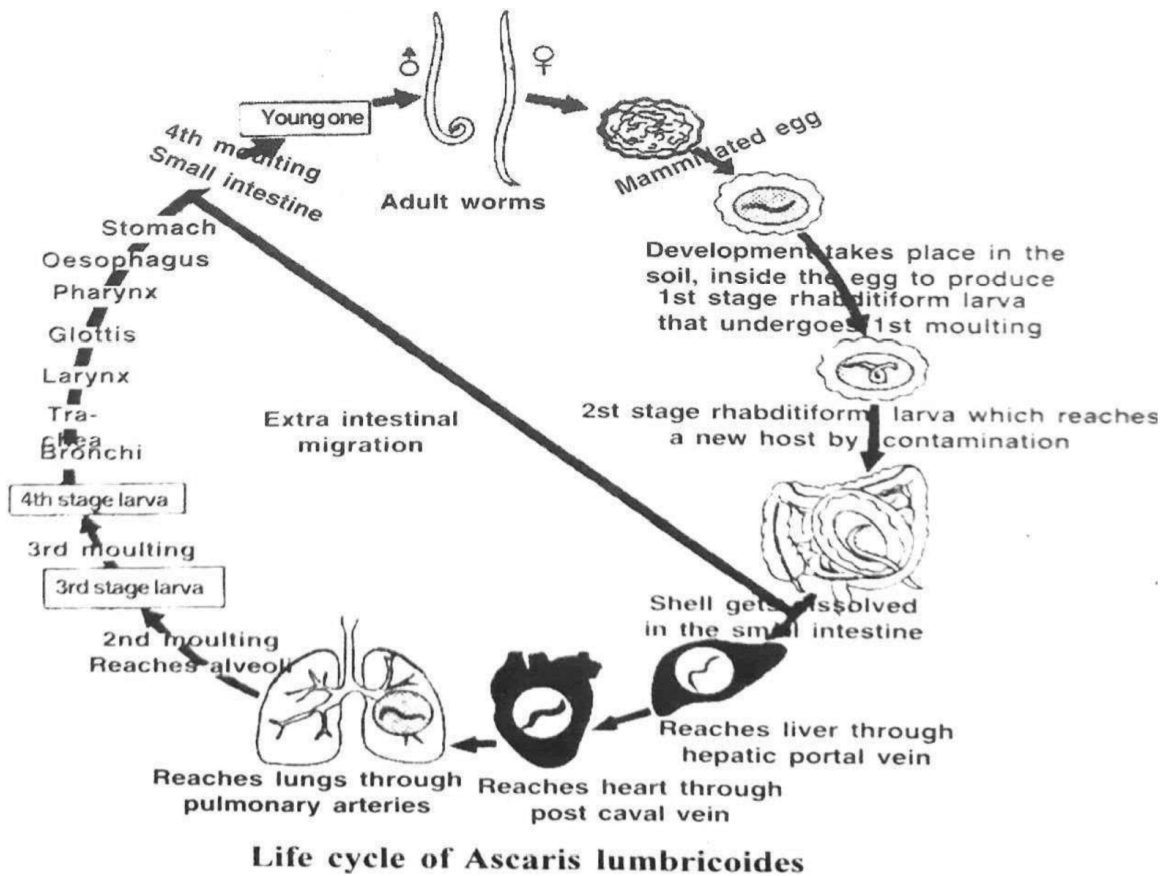 ♂
♀
Young one
4th moulting
Small intestine
Adult worms
Mammilated egg
Development takes place in the
soil, inside the egg to produce
1st stage rhabditiform larva
that undergoes 1st moulting
2st stage rhabditiform larva which reaches
a new host by contamination
Shell gets dissolved
in the small intestine
Reaches liver through
hepatic portal vein
Reaches heart through
post caval vein
Reaches lungs through
pulmonary arteries
2nd moulting
Reaches alveoli
3rd stage larva
3rd moulting
4th stage larva
Bronchi
Tra-
chea
Larynx
Glottis
Pharynx
Oesophagus
Stomach
Extra intestinal
migration
Life cycle of Ascaris lumbricoides